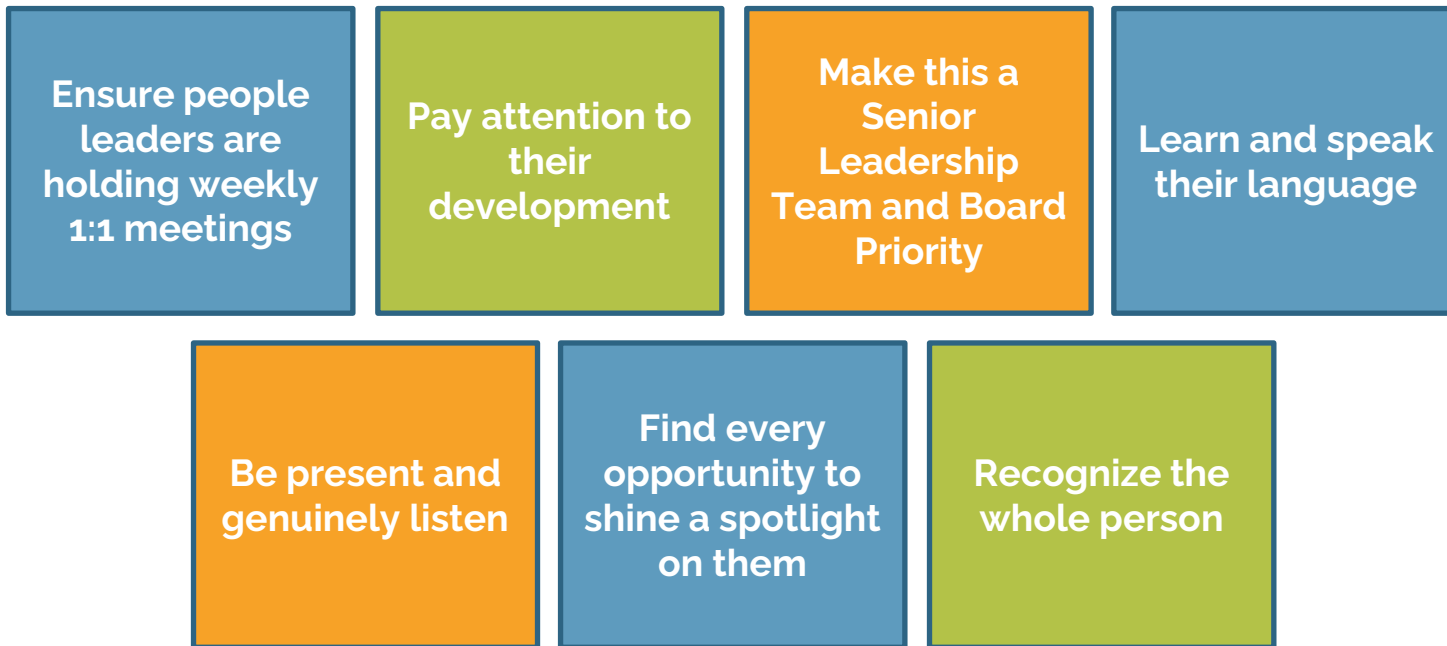 Ensure people
leaders are
holding weekly
1:1 meetings
Pay attention to
their
development
Make this a
Senior
Leadership
Team and Board
Priority
Learn and speak
their language
Be present and
genuinely listen
Find every
opportunity to
shine a spotlight
on them
Recognize the
whole person